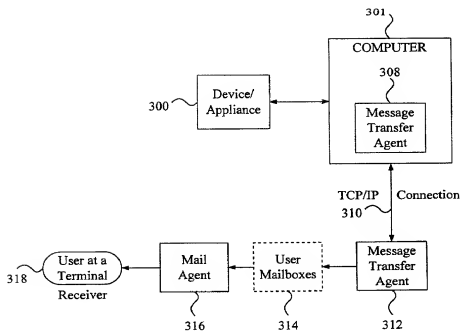 301
COMPUTER
308
Device/
Appliance
300
Message
Transfer
Agent
TCP/IP Connection
310
User at a
Terminal
318
Receiver
Mail
Agent
316
User
Mailboxes
314
Message
Transfer
Agent
312